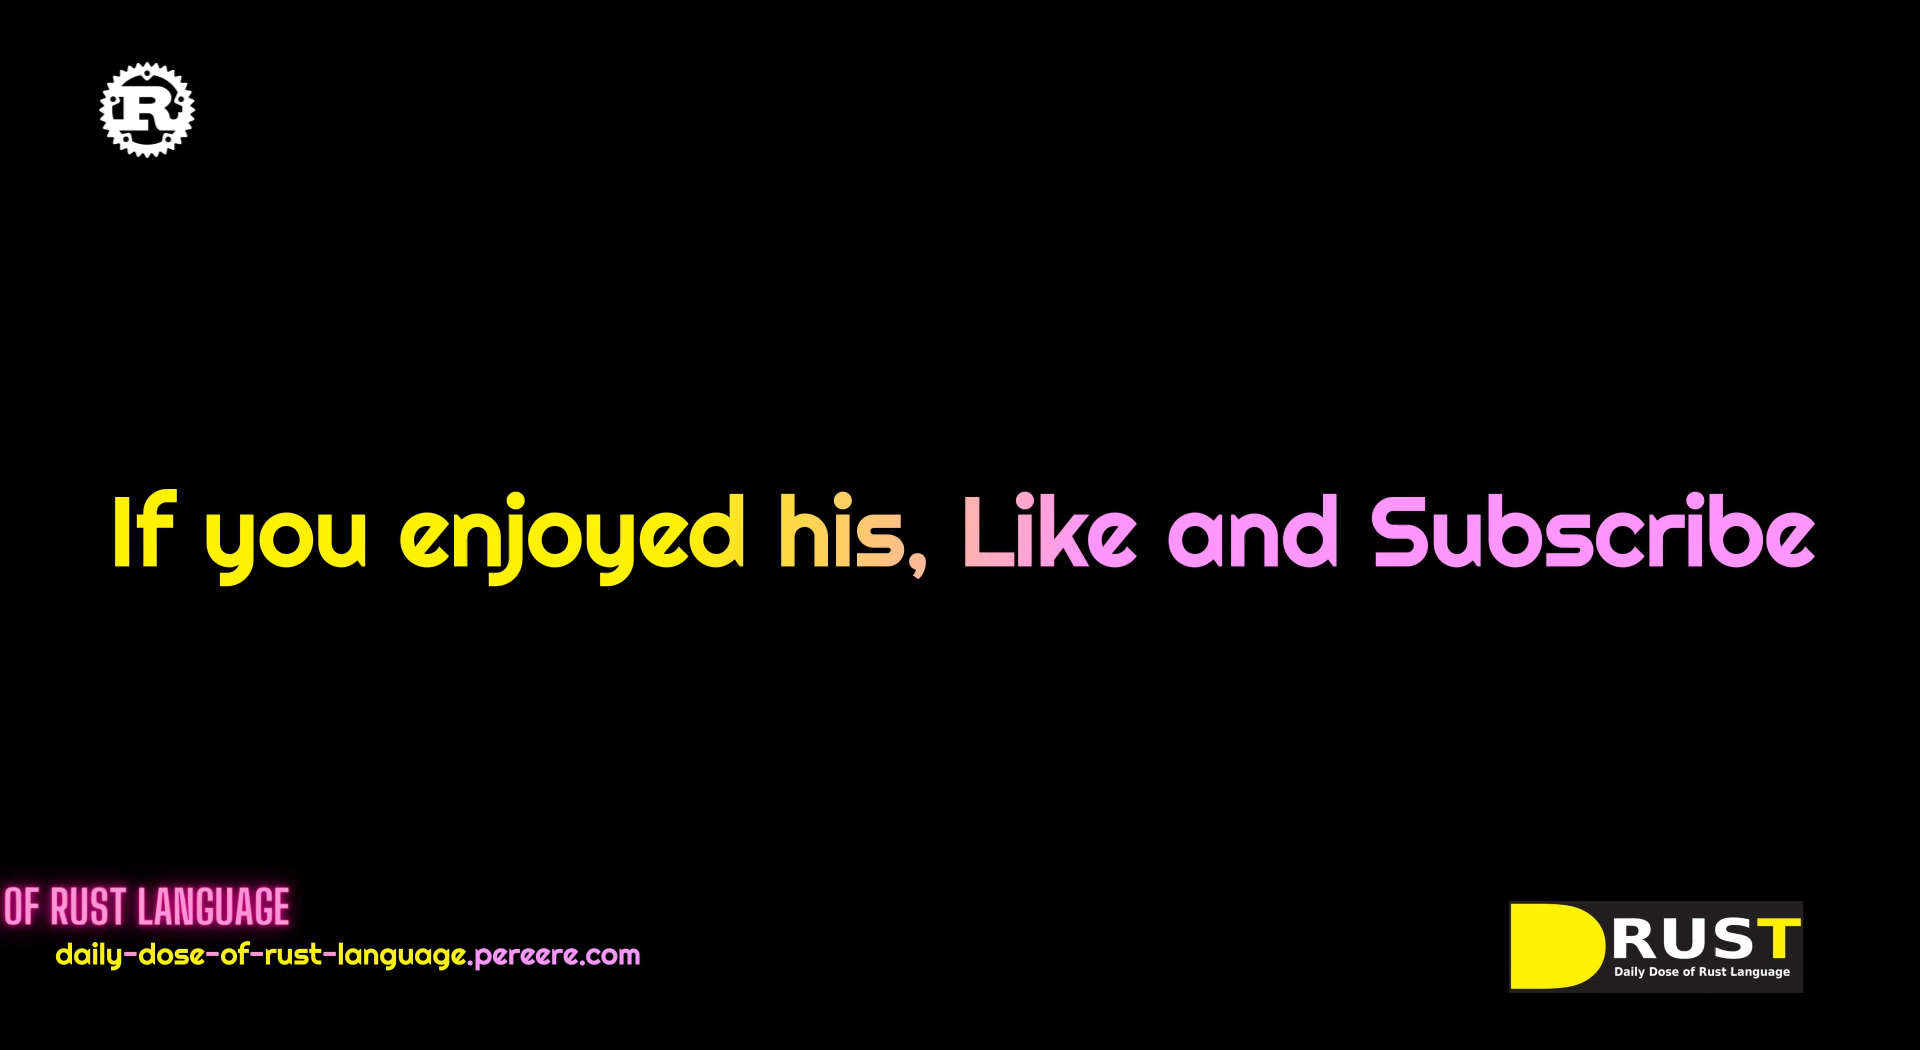 R
If you enjoyed his, Like and Subscribe
OF RUST LANGUAGE
daily-dose-of-rust-language.pereere.com
DRUST
Daily Dose of Rust Language